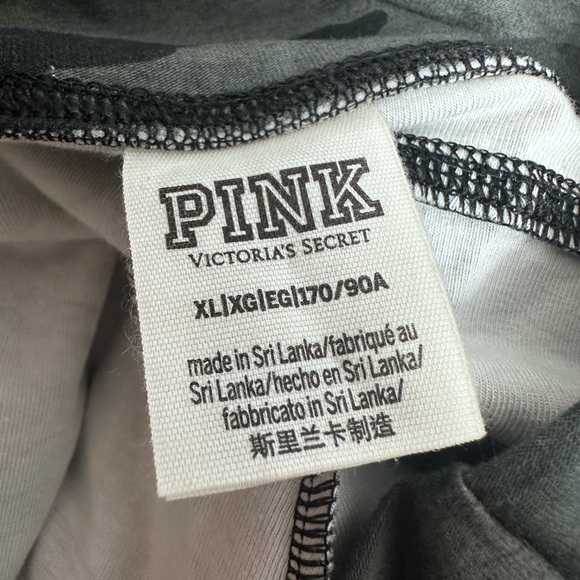 PINK
VICTORIA'S SECRET
XL|XG|EG|170/90A
made in Sri Lanka/fabriqué au
Sri Lanka/hecho en Sri Lanka/
fabbricato in Sri Lanka/
斯里兰卡制造